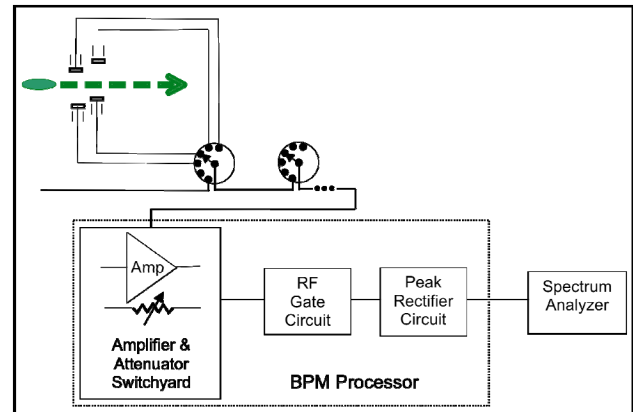 Amp
Amplifier &
Attenuator
Switchyard
RF
Gate
Circuit
Peak
Rectifier
Circuit
Spectrum
Analyzer
BPM Processor